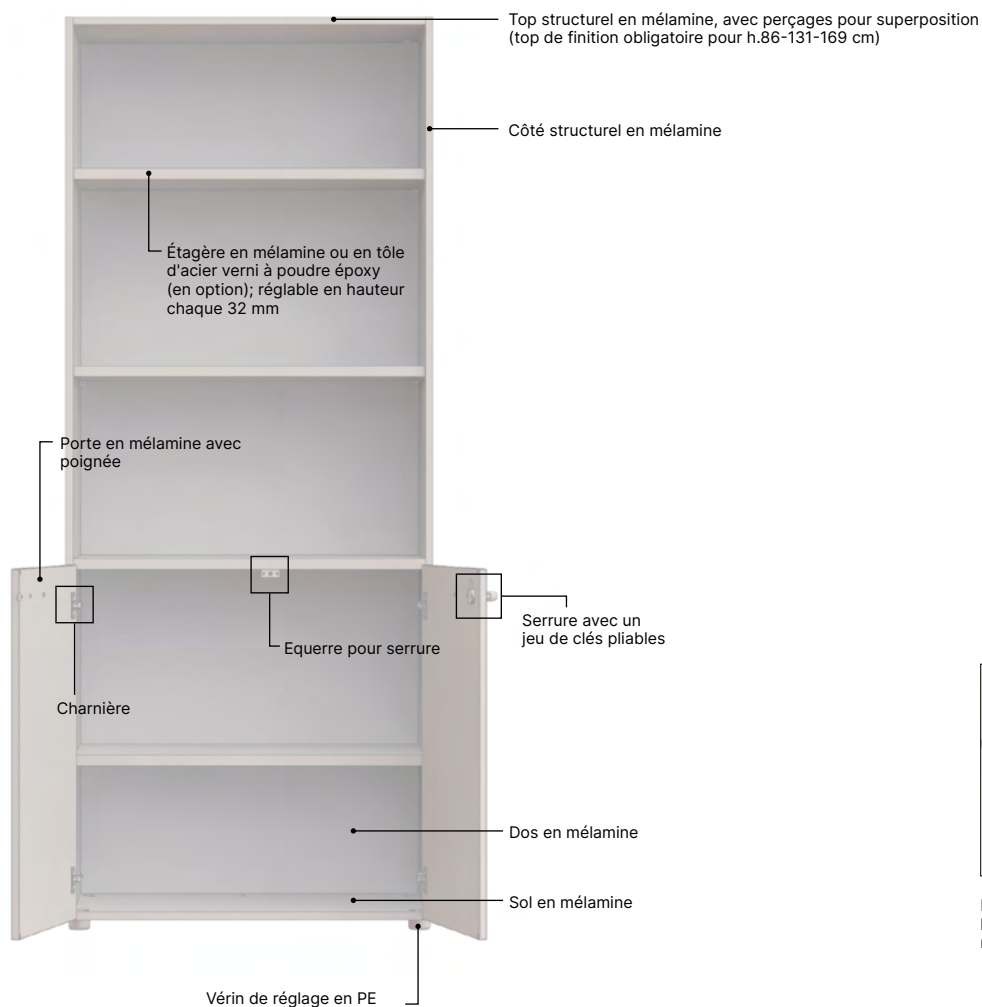 Top structurel en mélamine, avec perçages pour superposition
(top de finition obligatoire pour h.86-131-169 cm)
Côté structurel en mélamine
Étagère en mélamine ou en tôle
d'acier verni à poudre époxy
(en option); réglable en hauteur
chaque 32 mm
Porte en mélamine avec
poignée
Serrure avec un
jeu de clés pliables
Equerre pour serrure
Charnière
Dos en mélamine
Sol en mélamine
Vérin de réglage en PE